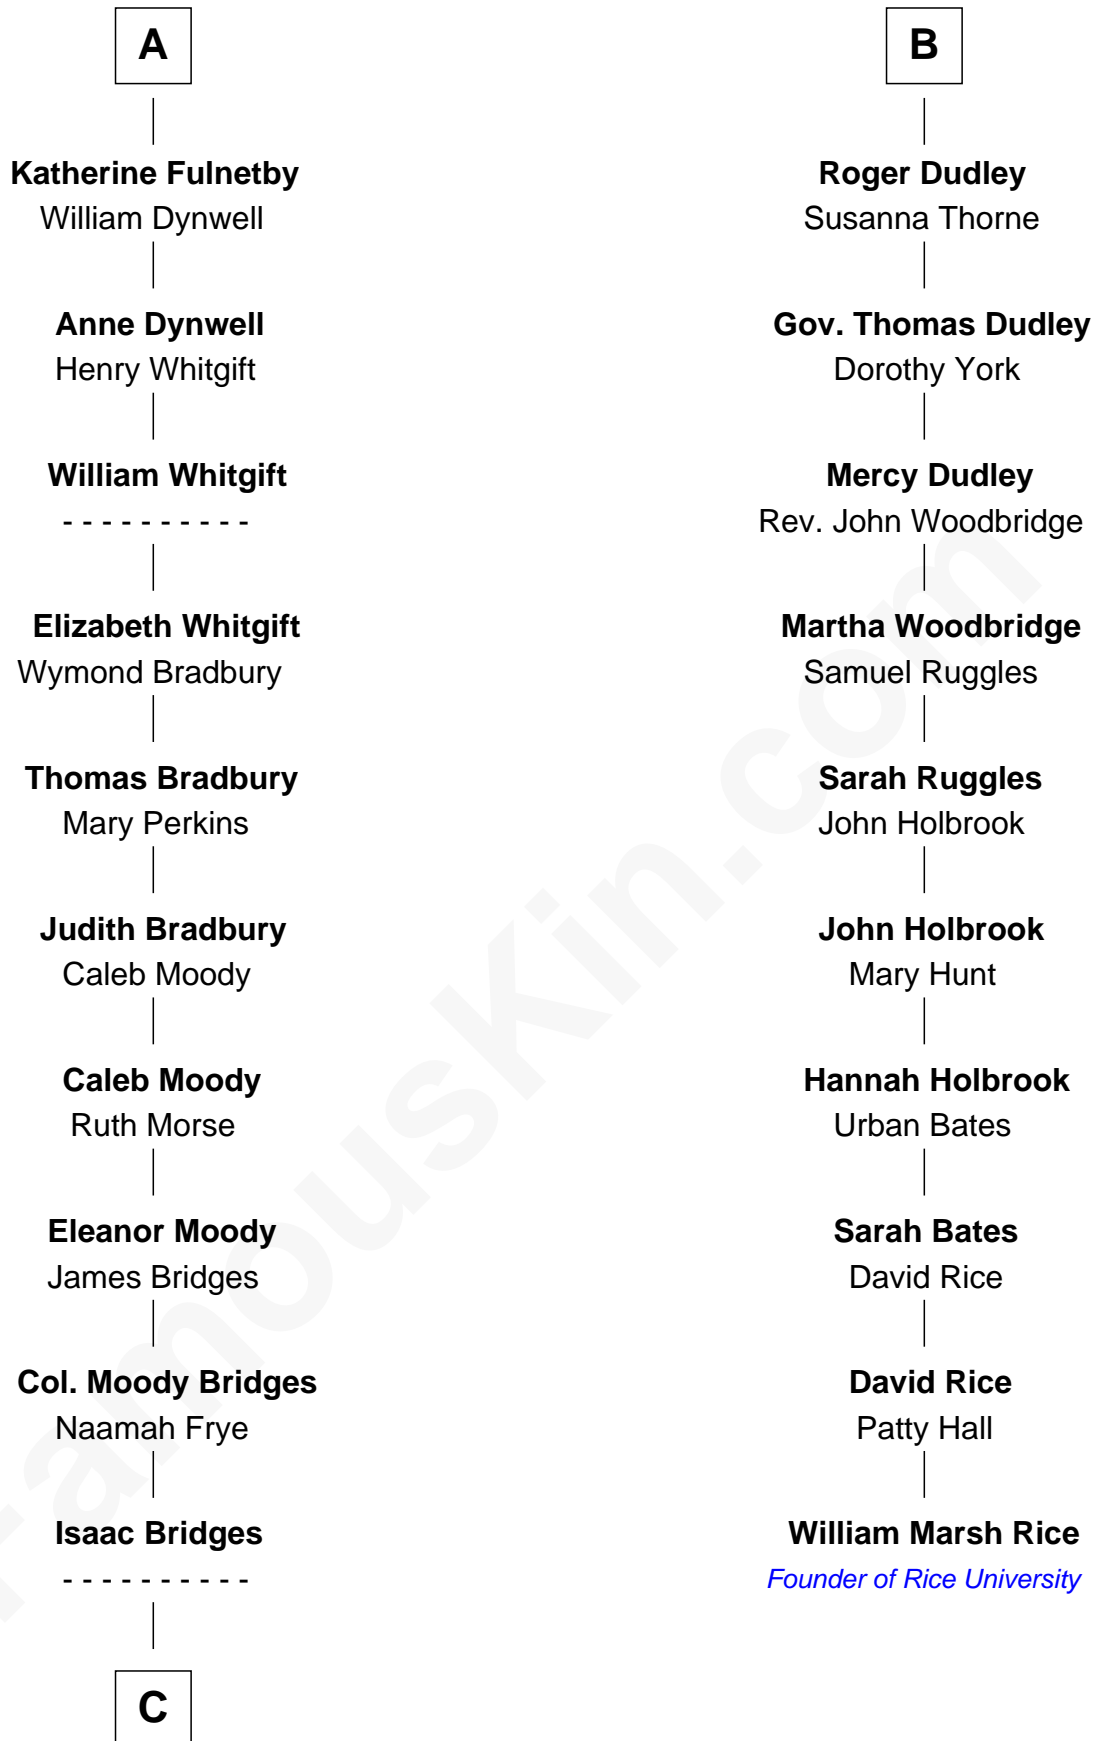 A
Katherine Fulnetby
William Dynwell
Anne Dynwell
Henry Whitgift
William Whitgift
- - - - - - - - - -
Elizabeth Whitgift
Wymond Bradbury
Thomas Bradbury
Mary Perkins
Judith Bradbury
Caleb Moody
Caleb Moody
Ruth Morse
Eleanor Moody
James Bridges
Col. Moody Bridges
Naamah Frye
Isaac Bridges
- - - - - - - - - -
C
B
Roger Dudley
Susanna Thorne
Gov. Thomas Dudley
Dorothy York
Mercy Dudley
Rev. John Woodbridge
Martha Woodbridge
Samuel Ruggles
Sarah Ruggles
John Holbrook
John Holbrook
Mary Hunt
Hannah Holbrook
Urban Bates
Sarah Bates
David Rice
David Rice
Patty Hall
William Marsh Rice
Founder of Rice University
FamousKin.com